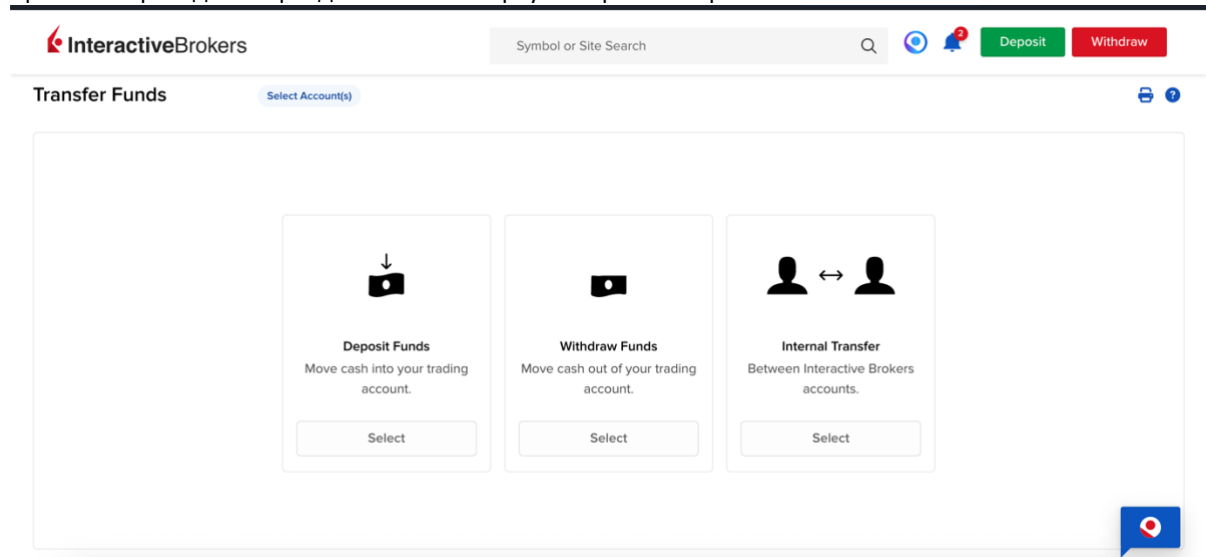 InteractiveBrokers
Symbol or Site Search
2
Deposit
Withdraw
Transfer Funds
Select Account(s)
?
Deposit Funds
Move cash into your trading
account.
Select
Withdraw Funds
Move cash out of your trading
account.
Select
Internal Transfer
Between Interactive Brokers
accounts.
Select